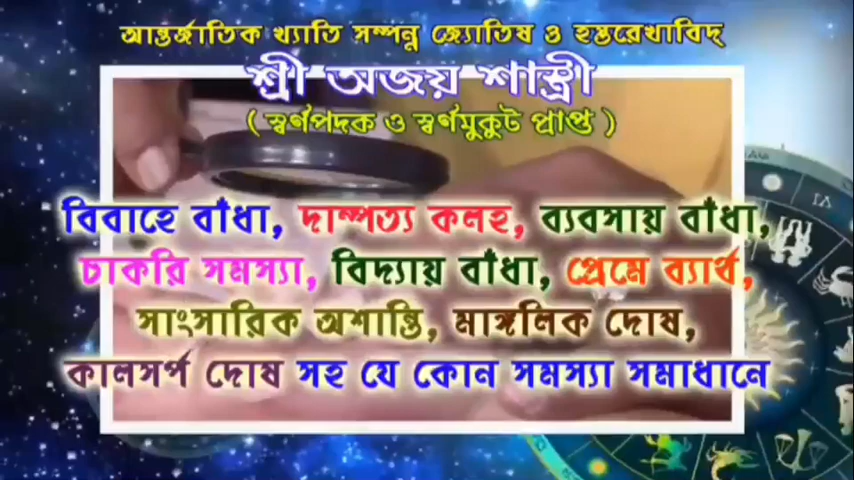 আন্তর্জাতিক খ্যাতি সম্পন্ন জ্যোতিষ ও হস্তরেখাবিদ্
শ্রী অজয় শাস্ত্রী
( স্বর্ণপদক ও স্বর্ণমুকুট প্রাপ্ত )
বিবাহে বাঁধা, দাম্পত্য কলহ, ব্যবসায় বাঁধা,
চাকরি সমস্যা, বিদ্যায় বাঁধা, প্রেমে ব্যার্থ,
সাংসারিক অশান্তি, মাঙ্গলিক দোষ,
কালসর্প দোষ সহ যে কোন সমস্যা সমাধানে